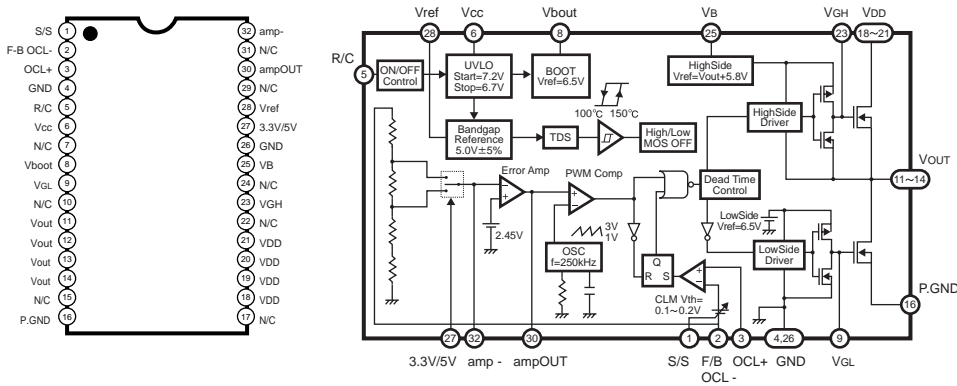 S/S 1
F-B OCL- 2
OCL+ 3
GND 4
R/C 5
Vcc 6
N/C 7
Vboot 8
VGL 9
N/C 10
Vout 11
Vout 12
Vout 13
Vout 14
N/C 15
P.GND 16
32 amp-
31 N/C
30 ampOUT
29 N/C
28 Vref
27 3.3V/5V
26 GND
25 VB
24 N/C
23 VGH
22 N/C
21 VDD
20 VDD
19 VDD
18 VDD
17 N/C
Vref Vcc Vbout VB VGH VDD
28 6 8 25 23 18~21
R/C
5
ON/OFF
Control
UVLO
Start=7.2V
Stop=6.7V
BOOT
Vref=6.5V
HighSide
Vref=Vout+5.8V
100℃ 150℃
Bandgap
Reference
5.0V±5%
TDS
High/Low
MOS OFF
HighSide
Driver
VOUT
11~14
Error Amp
PWM Comp
Dead Time
Control
− +
+ −
2.45V
3V
1V
OSC
f=250kHz
LowSide
Vref=6.5V
LowSide
Driver
Q
R S
+
−
CLM Vth=
0.1~0.2V
P.GND
16
27 32 30 1 2 3 4,26 9
3.3V/5V amp - ampOUT S/S F/B OCL+ GND VGL
OCL -